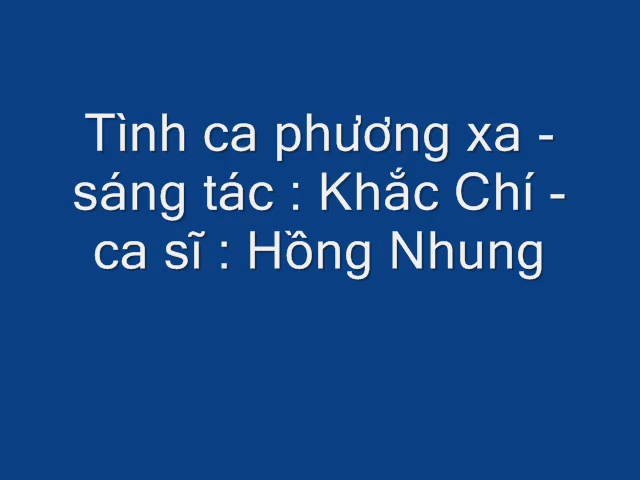 Tình ca phương xa -
sáng tác : Khắc Chí -
ca sĩ : Hồng Nhung